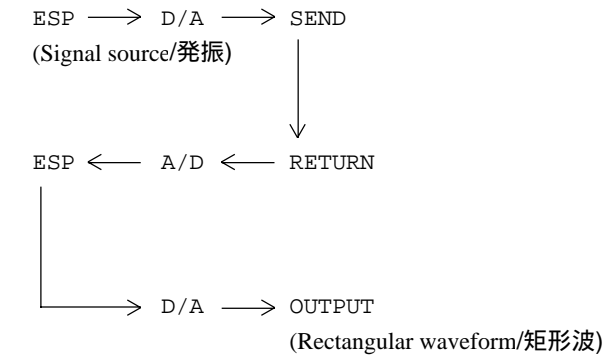 ESP → D/A → SEND
(Signal source/発振)
ESP ← A/D ← RETURN
D/A → OUTPUT
(Rectangular waveform/矩形波)